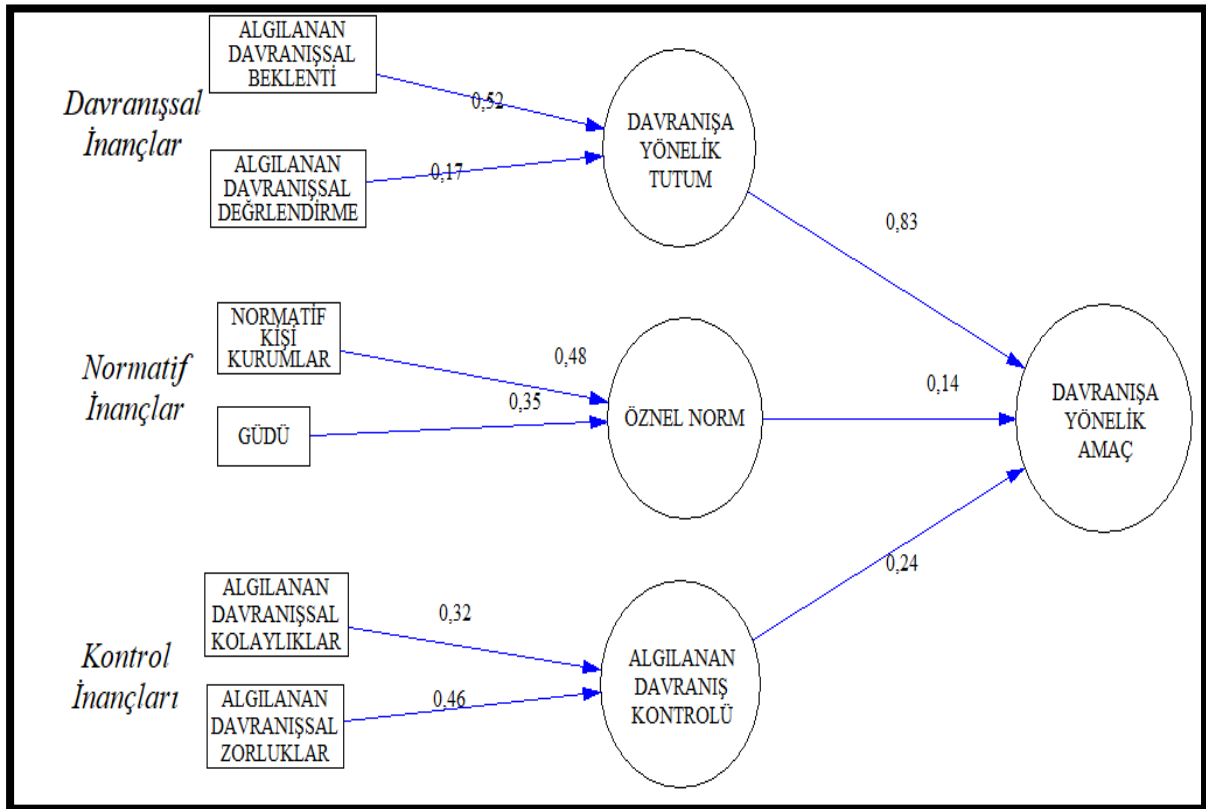 Davranışsal
İnançlar
ALGILANAN
DAVRANIŞSAL
BEKLENTİ
0,52
ALGILANAN
DAVRANIŞSAL
DEĞRLENDİRME
0,17
DAVRANIŞA
YÖNELİK
TUTUM
0,83
Normatif
İnançlar
NORMATİF
KİŞİ
KURUMLAR
0,48
GÜDÜ
0,35
ÖZNEL NORM
0,14
DAVRANIŞA
YÖNELİK
AMAÇ
Kontrol
İnançları
ALGILANAN
DAVRANIŞSAL
KOLAYLIKLAR
0,32
ALGILANAN
DAVRANIŞSAL
ZORLUKLAR
0,46
ALGILANAN
DAVRANIŞ
KONTROLÜ
0,24